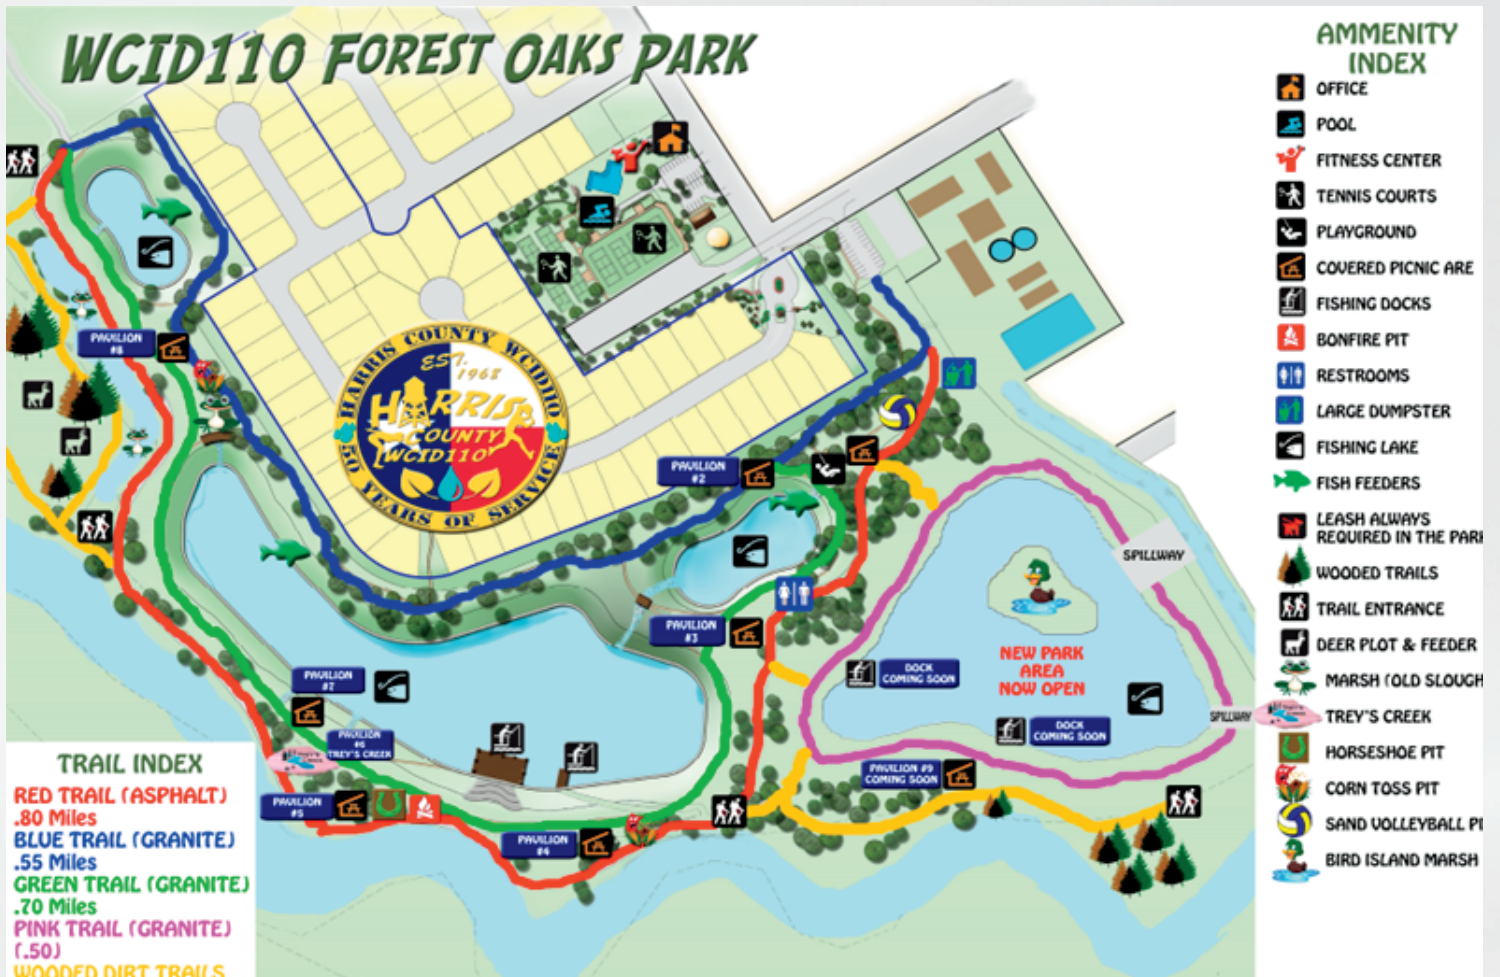 WCID110 FOREST OAKS PARK
AMMENITY
INDEX
OFFICE
POOL
FITNESS CENTER
TENNIS COURTS
PLAYGROUND
COVERED PICNIC ARE
FISHING DOCKS
BONFIRE PIT
RESTROOMS
LARGE DUMPSTER
FISHING LAKE
FISH FEEDERS
LEASH ALWAYS
REQUIRED IN THE PARK
WOODED TRAILS
TRAIL ENTRANCE
DEER PLOT & FEEDER
MARSH (OLD SLOUGH
TREY'S CREEK
HORSESHOE PIT
CORN TOSS PIT
SAND VOLLEYBALL PI
BIRD ISLAND MARSH
PAVILION
#8
HARRIS COUNTY WCID110
EST.
1968
HARRIS
COUNTY
WCID110
50 YEARS OF SERVICE
PAVILION
#2
SPILLWAY
PAVILION
#3
NEW PARK
AREA
NOW OPEN
DOCK
COMING SOON
PAVILION
#7
SPILLWAY
DOCK
COMING SOON
PAVILION
#6
TREY'S CREEK
PAVILION #9
COMING SOON
PAVILION
#5
PAVILION
#4
TRAIL INDEX
RED TRAIL (ASPHALT)
.80 Miles
BLUE TRAIL (GRANITE)
.55 Miles
GREEN TRAIL (GRANITE)
.70 Miles
PINK TRAIL (GRANITE)
(.50)
WOODED DIRT TRAILS